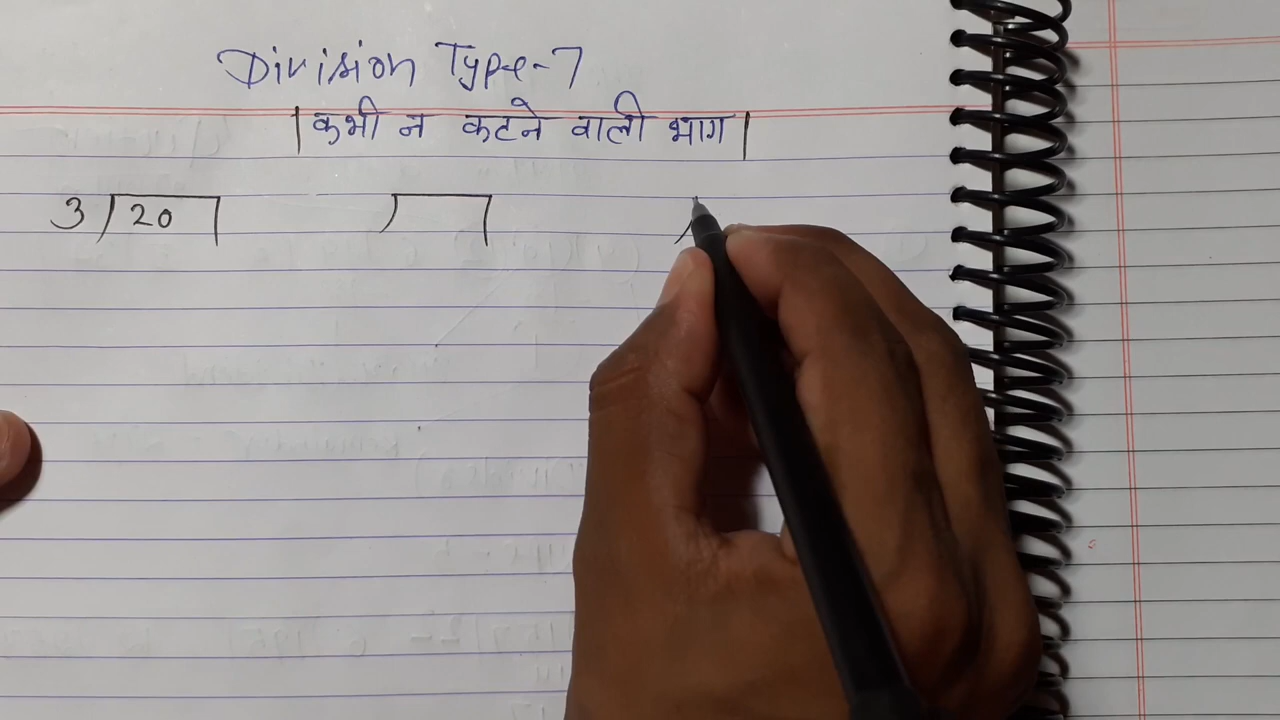 Division Type-7
|कभी न कटने वाली भाग|
3)20